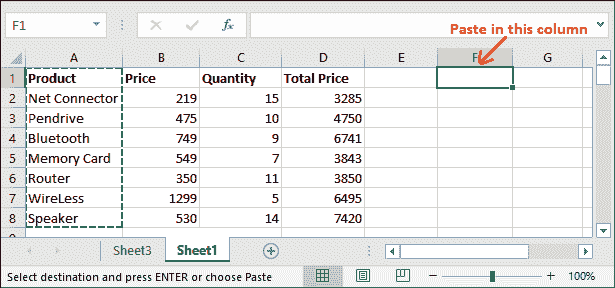 F1
fx
Paste in this column
A B C D E F G
1 Product Price Quantity Total Price
2 Net Connector 219 15 3285
3 Pendrive 475 10 4750
4 Bluetooth 749 9 6741
5 Memory Card 549 7 3843
6 Router 350 11 3850
7 WireLess 1299 5 6495
8 Speaker 530 14 7420
Sheet3 Sheet1
Select destination and press ENTER or choose Paste 100%